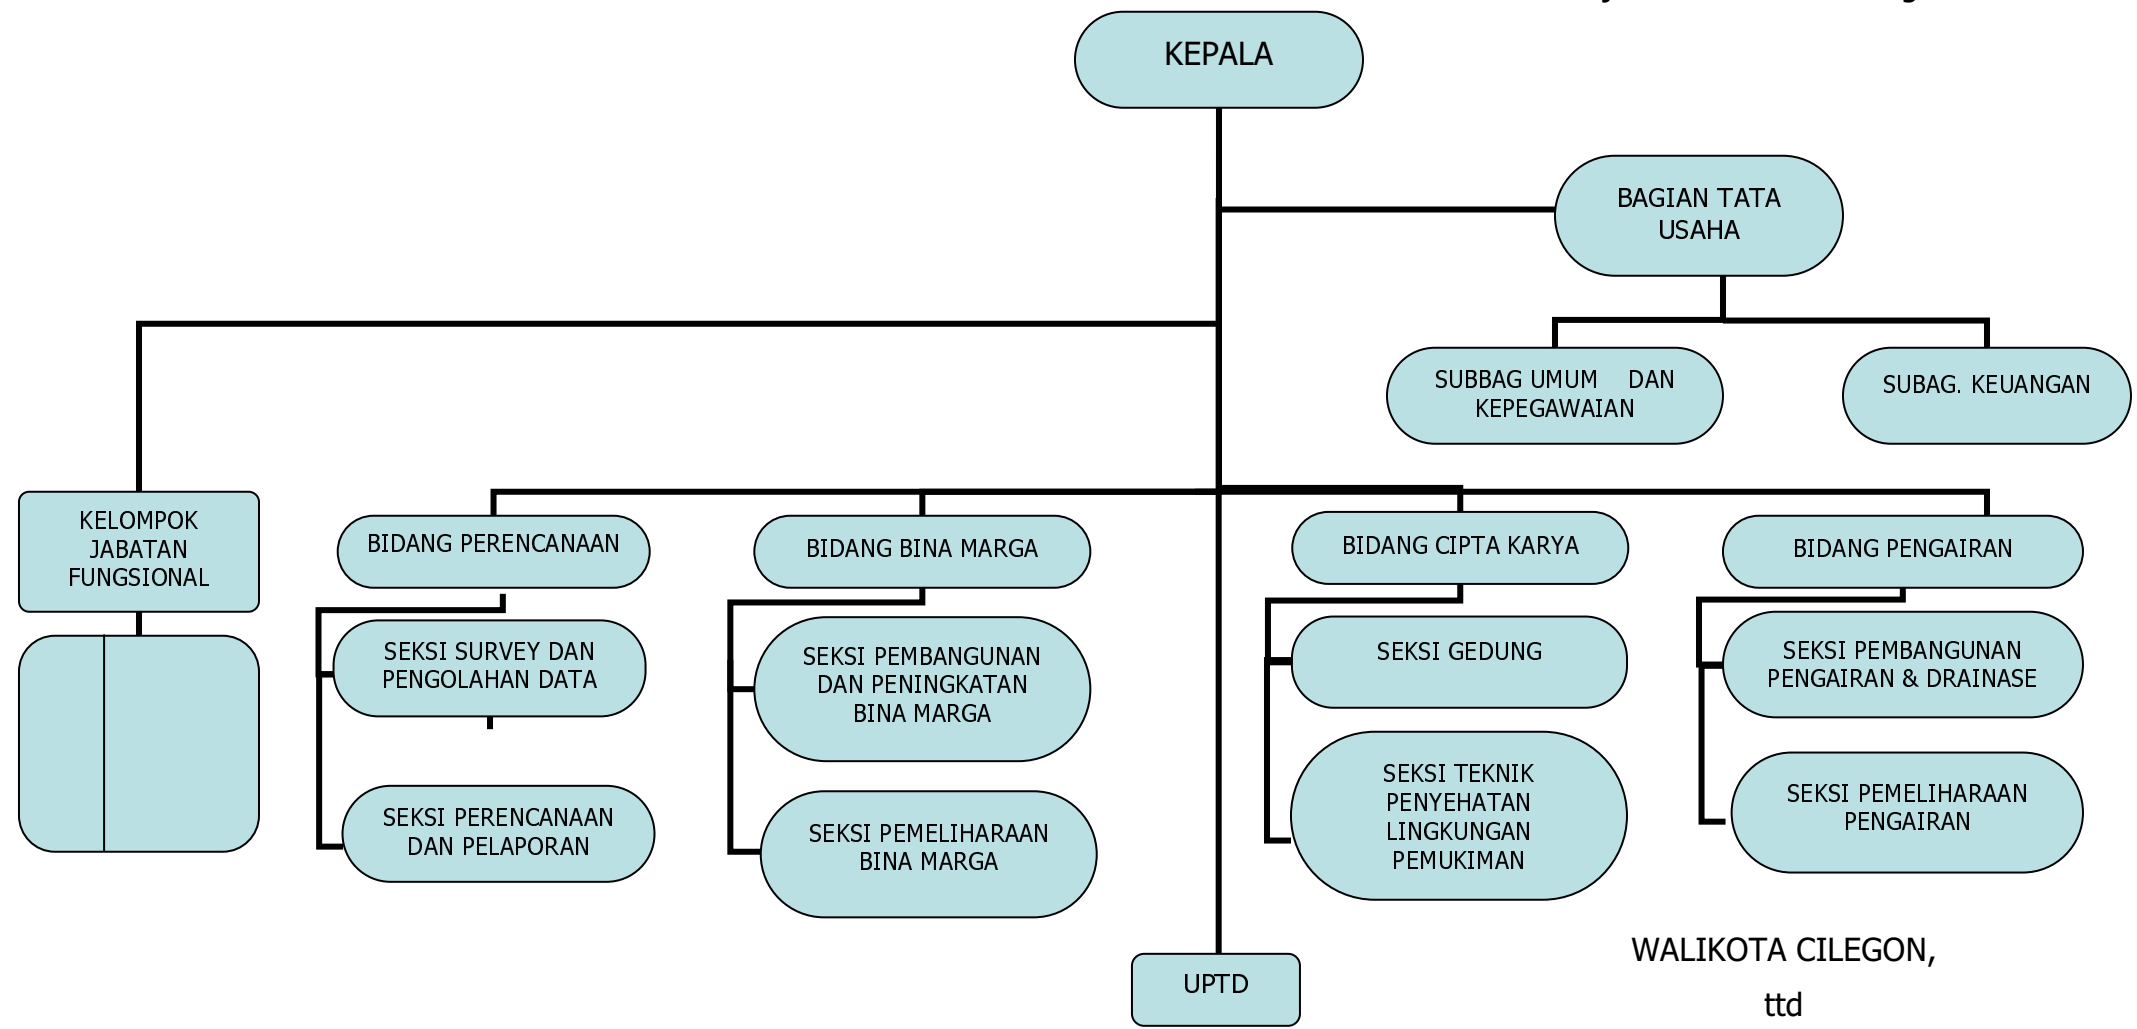 KEPALA
BAGIAN TATA
USAHA
SUBBAG UMUM DAN
KEPEGAWAIAN
SUBAG. KEUANGAN
KELOMPOK
JABATAN
FUNGSIONAL
BIDANG PERENCANAAN
SEKSI SURVEY DAN
PENGOLAHAN DATA
SEKSI PERENCANAAN
DAN PELAPORAN
BIDANG BINA MARGA
SEKSI PEMBANGUNAN
DAN PENINGKATAN
BINA MARGA
SEKSI PEMELIHARAAN
BINA MARGA
BIDANG CIPTA KARYA
SEKSI GEDUNG
SEKSI TEKNIK
PENYEHATAN
LINGKUNGAN
PEMUKIMAN
BIDANG PENGAIRAN
SEKSI PEMBANGUNAN
PENGAIRAN & DRAINASE
SEKSI PEMELIHARAAN
PENGAIRAN
UPTD
WALIKOTA CILEGON,
ttd